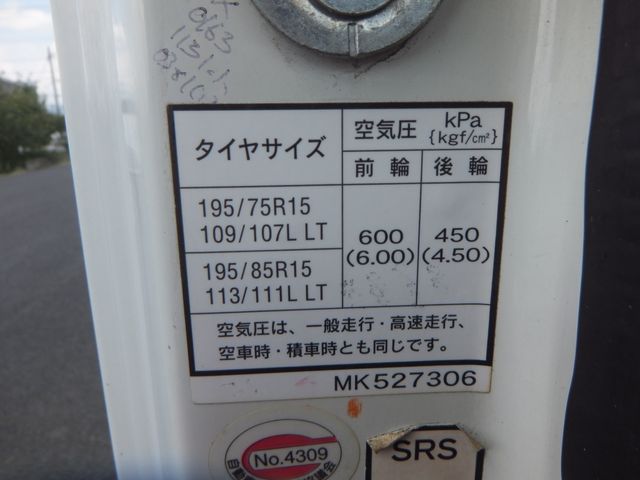 0463
タイヤサイズ
空気圧 kPa
{kgf/cm²}
前輪 後輪
195/75R15
109/107L LT
600
(6.00)
450
(4.50)
195/85R15
113/111L LT
空気圧は、一般走行・高速走行、
空車時・積車時とも同じです。
MK527306
No.4309
SRS